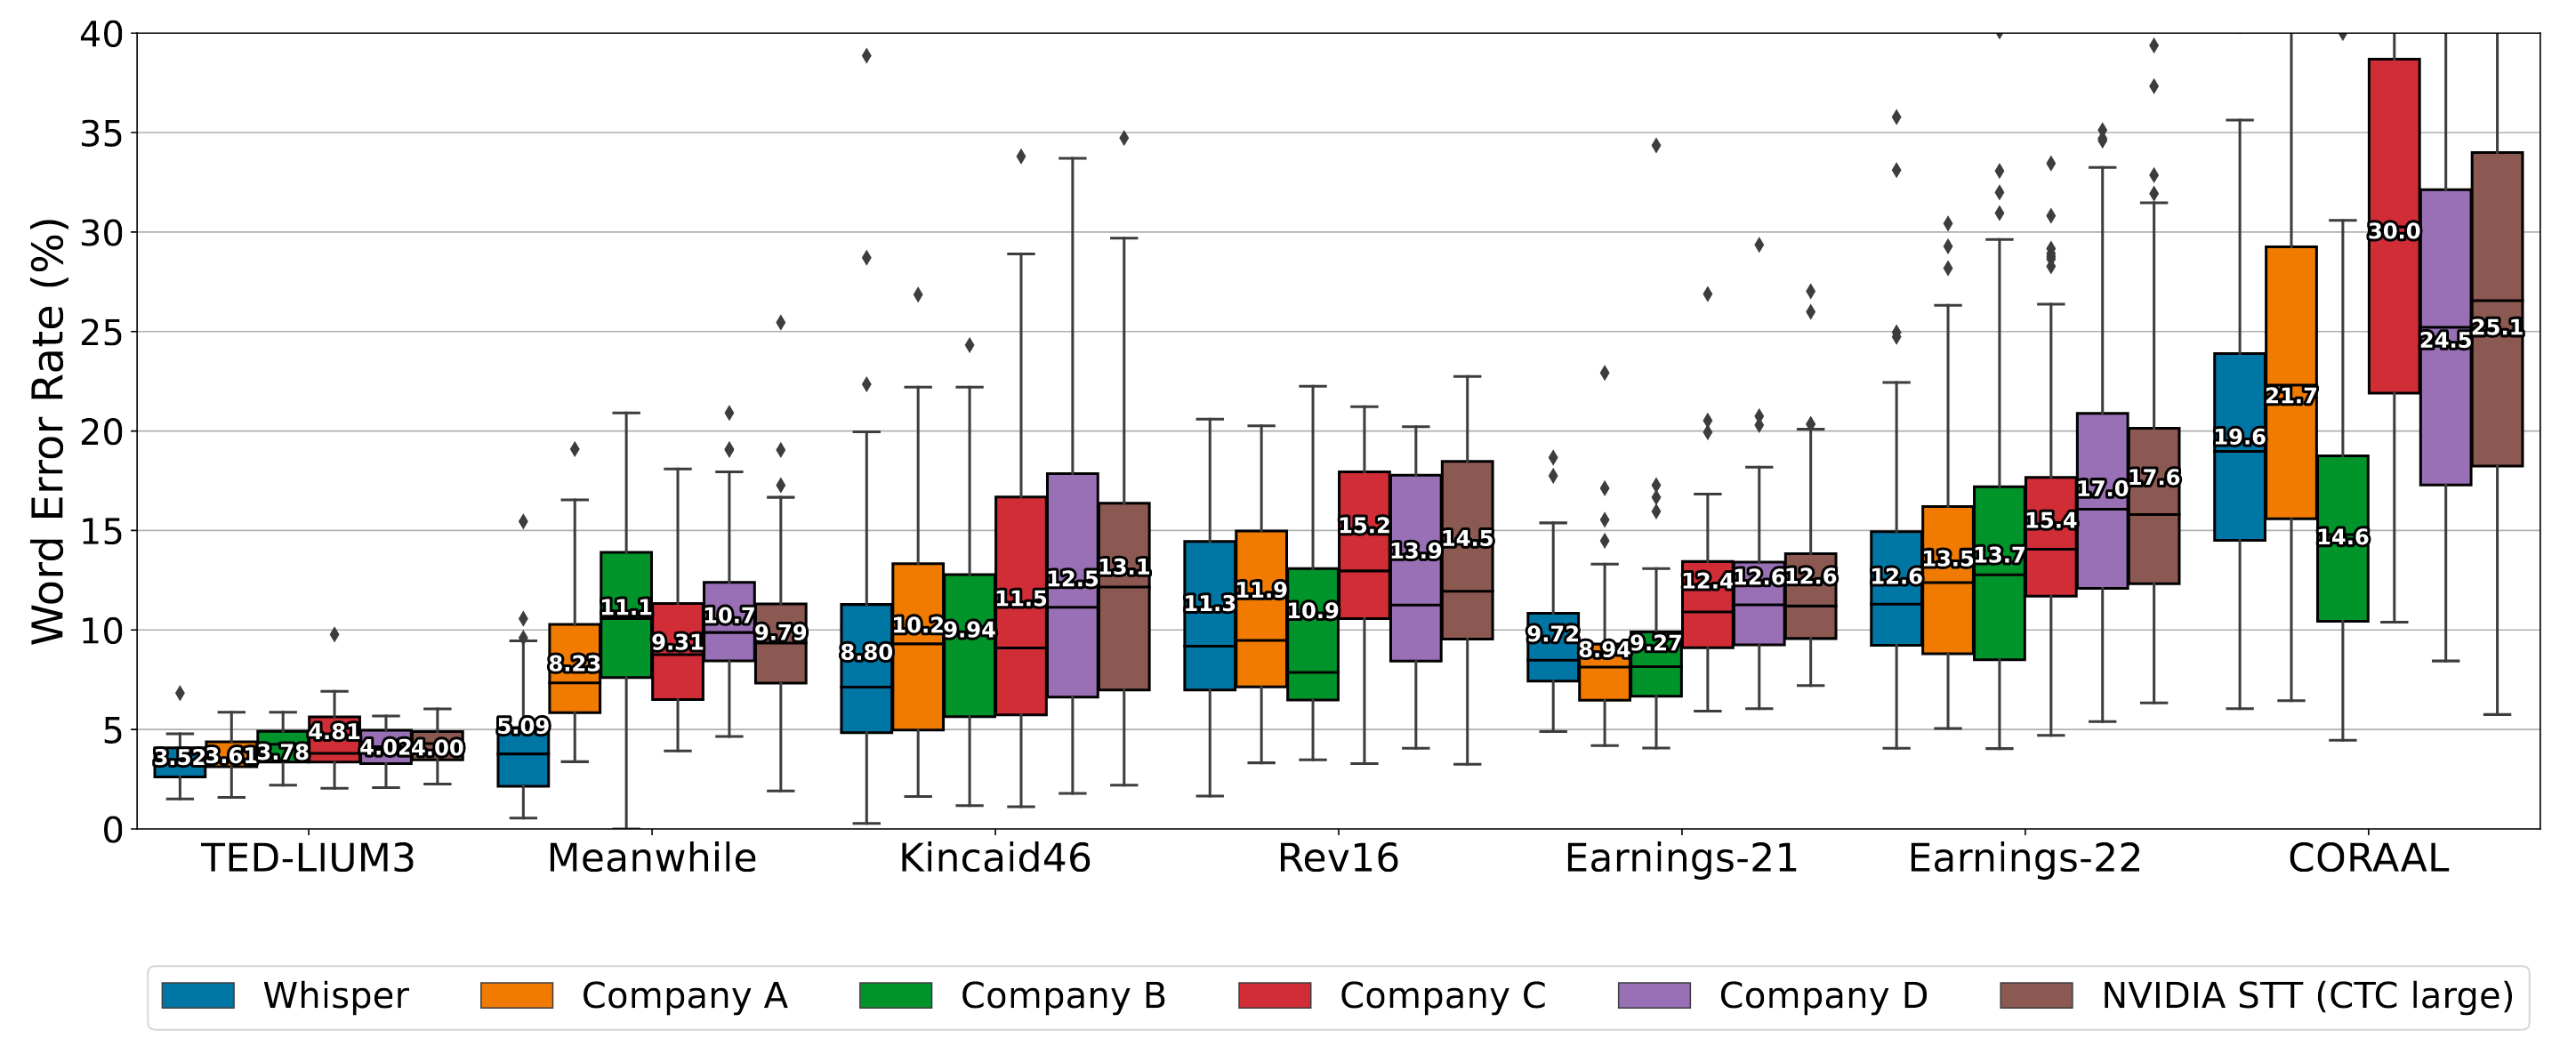 Word Error Rate (%)
40
35
30
25
20
15
10
5
0
3.52 3.61 3.78 4.81 4.02 4.00
5.09 8.23 11.1 9.31 10.7 9.79
8.80 10.2 9.94 11.5 12.5 13.1
11.3 11.9 10.9 15.2 13.9 14.5
9.72 8.94 9.27 12.4 12.6 12.6
12.6 13.5 13.7 15.4 17.0 17.6
19.6 21.7 14.6 30.0 24.5 25.1
TED-LIUM3 Meanwhile Kincaid46 Rev16 Earnings-21 Earnings-22 CORAAL
Whisper Company A Company B Company C Company D NVIDIA STT (CTC large)